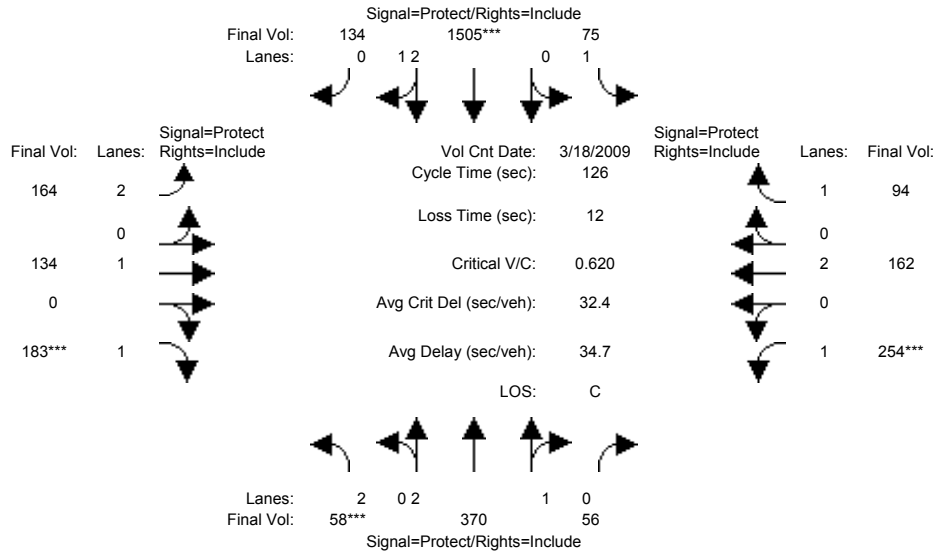 Signal=Protect/Rights=Include
Final Vol: 134 1505*** 75
Lanes: 0 1 2 0 1
Signal=Protect Signal=Protect
Final Vol: Lanes: Rights=Include Vol Cnt Date: 3/18/2009 Rights=Include Lanes: Final Vol:
Cycle Time (sec): 126
164 2 1 94
Loss Time (sec): 12
0 0
134 1 Critical V/C: 0.620 2 162
0 0 Avg Crit Del (sec/veh): 32.4 0
183*** 1 Avg Delay (sec/veh): 34.7 1 254***
LOS: C
Lanes: 2 0 2 1 0
Final Vol: 58*** 370 56
Signal=Protect/Rights=Include